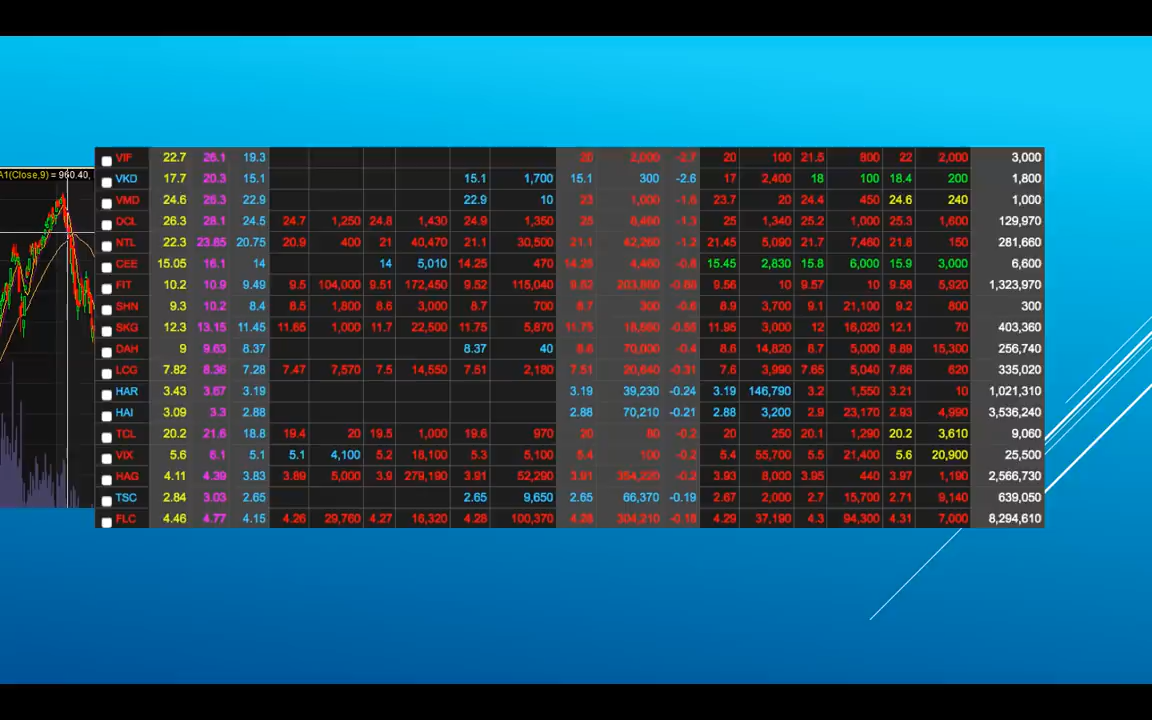 A1(Close,9) = 960.40,
VIF 22.7 26.1 19.3 20 2,000 -2.7 20 100 21.5 800 22 2,000 3,000
VKD 17.7 20.3 15.1 15.1 1,700 15.1 300 -2.6 17 2,400 18 100 18.4 200 1,800
VMD 24.6 26.3 22.9 22.9 10 23 1,000 -1.6 23.7 20 24.4 450 24.6 240 1,000
DCL 26.3 28.1 24.5 24.7 1,250 24.8 1,430 24.9 1,350 25 8,490 -1.3 25 1,340 25.2 1,000 25.3 1,600 129,970
NTL 22.3 23.85 20.75 20.9 400 21 40,470 21.1 30,500 21.1 42,260 -1.2 21.45 5,090 21.7 7,460 21.8 150 281,660
CEE 15.05 16.1 14 14 5,010 14.25 470 14.25 4,460 -0.8 15.45 2,830 15.8 6,000 15.9 3,000 6,600
FIT 10.2 10.9 9.49 9.5 104,000 9.51 172,450 9.52 115,040 9.52 -0.68 9.56 10 9.57 10 9.58 5,920 1,323,970
SHN 9.3 10.2 8.4 8.5 1,800 8.6 3,000 8.7 700 8.7 300 -0.6 8.9 3,700 9.1 21,100 9.2 800 300
SKG 12.3 13.15 11.45 11.65 1,000 11.7 22,500 11.75 5,870 11.75 -0.55 11.95 3,000 12 16,020 12.1 70 403,360
DAH 9 9.63 8.37 8.37 40 8.6 70,000 -0.4 8.6 14,820 8.7 5,000 8.89 15,300 256,740
LCG 7.82 8.36 7.28 7.47 7,570 7.5 14,550 7.51 2,180 7.51 20,640 -0.31 7.6 3,990 7.65 5,040 7.66 620 335,020
HAR 3.43 3.67 3.19 3.19 39,230 -0.24 3.19 146,790 3.2 1,550 3.21 10 1,021,310
HAI 3.09 3.3 2.88 2.88 70,210 -0.21 2.88 3,200 2.9 23,170 2.93 4,990 3,536,240
TCL 20.2 21.6 18.8 19.4 20 19.5 1,000 19.6 970 20 80 -0.2 20 250 20.1 1,290 20.2 3,610 9,060
VIX 5.6 6.1 5.1 5.1 4,100 5.2 18,100 5.3 5,100 5.4 100 -0.2 5.4 55,700 5.5 21,400 5.6 20,900 25,500
HAG 4.11 4.39 3.83 3.89 5,000 3.9 279,190 3.91 52,290 3.91 354,220 -0.2 3.93 8,000 3.95 440 3.97 1,190 2,566,730
TSC 2.84 3.03 2.65 2.65 9,650 2.65 66,370 -0.19 2.67 2,000 2.7 15,700 2.71 9,140 639,050
FLC 4.46 4.77 4.15 4.26 29,760 4.27 16,320 4.28 100,370 4.28 304,210 -0.18 4.29 37,190 4.3 94,300 4.31 7,000 8,294,610